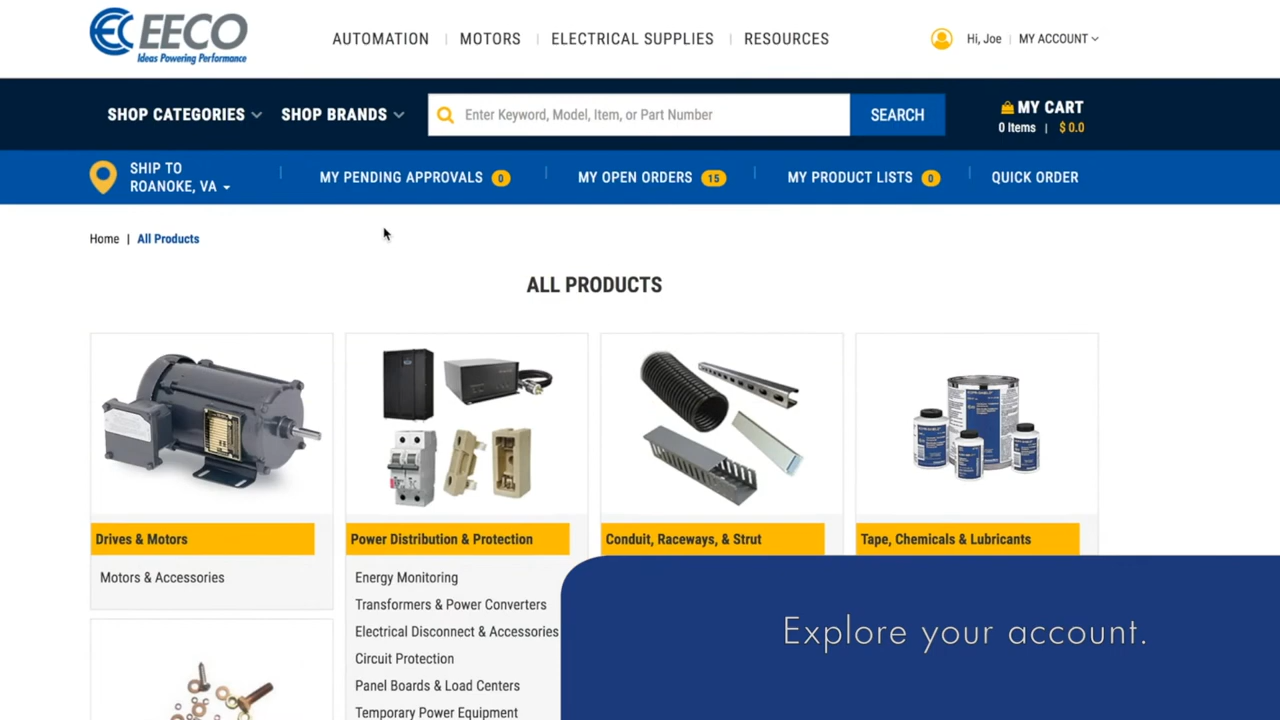 EC EECO
Ideas Powering Performance
AUTOMATION | MOTORS | ELECTRICAL SUPPLIES | RESOURCES
Hi, Joe | MY ACCOUNT
SHOP CATEGORIES SHOP BRANDS
Enter Keyword, Model, Item, or Part Number
SEARCH
MY CART
0 Items | $ 0.0
SHIP TO
ROANOKE, VA
MY PENDING APPROVALS 0 | MY OPEN ORDERS 15 | MY PRODUCT LISTS 0 | QUICK ORDER
Home | All Products
ALL PRODUCTS
Drives & Motors
Motors & Accessories
Power Distribution & Protection
Energy Monitoring
Transformers & Power Converters
Electrical Disconnect & Accessories
Circuit Protection
Panel Boards & Load Centers
Temporary Power Equipment
Conduit, Raceways, & Strut
Tape, Chemicals & Lubricants
Explore your account.